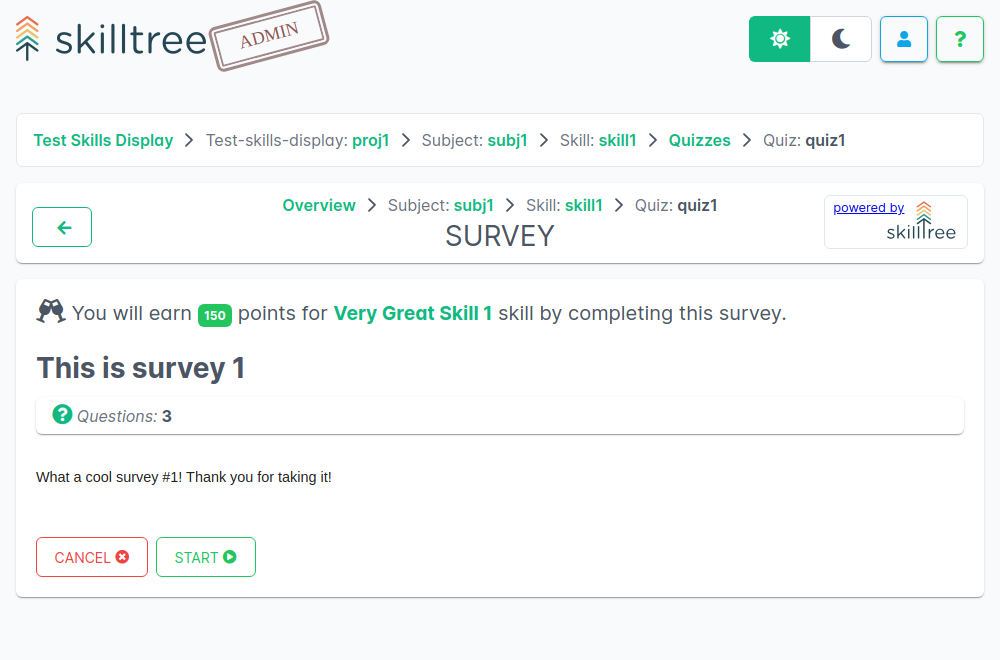 skilltree ADMIN
?
Test Skills Display > Test-skills-display: proj1 > Subject: subj1 > Skill: skill1 > Quizzes > Quiz: quiz1
Overview > Subject: subj1 > Skill: skill1 > Quiz: quiz1
SURVEY
powered by
skilltree
You will earn 150 points for Very Great Skill 1 skill by completing this survey.
This is survey 1
? Questions: 3
What a cool survey #1! Thank you for taking it!
CANCEL
START